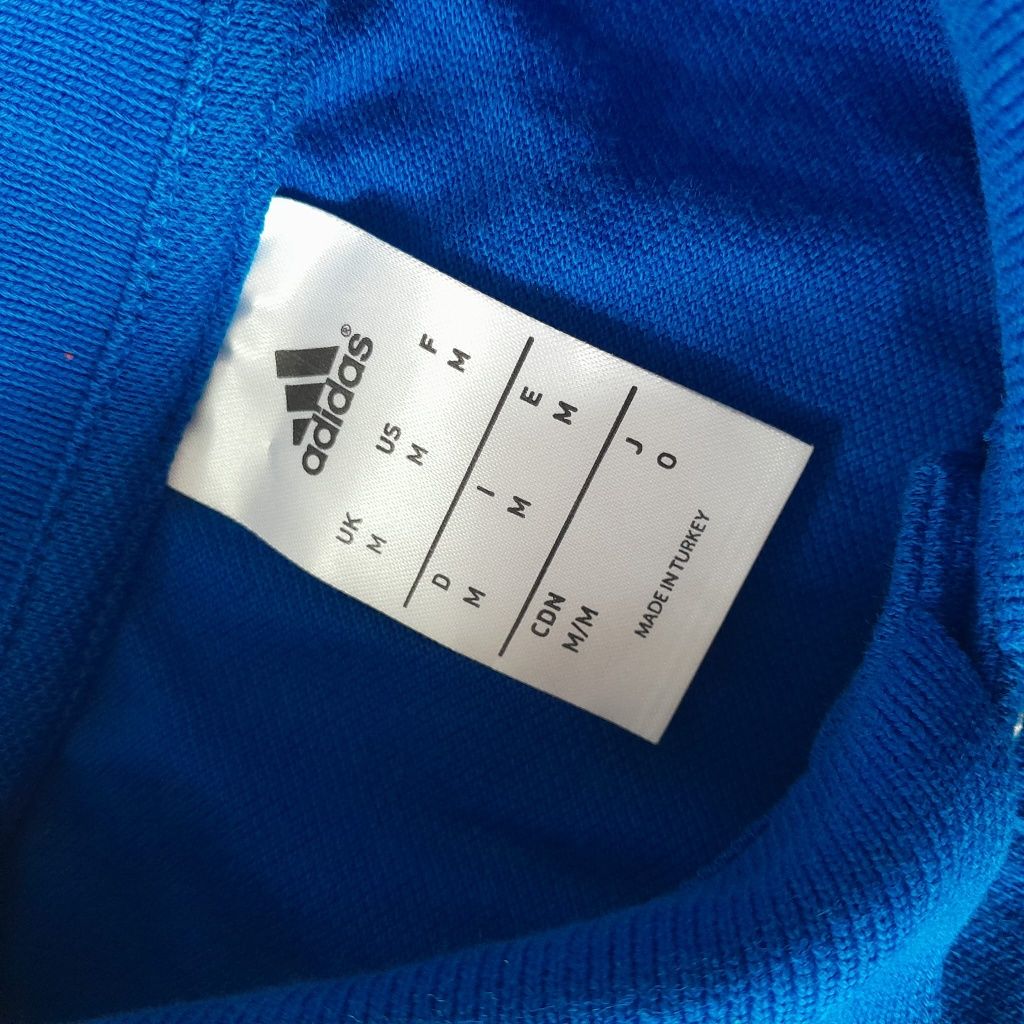 adidas®
UK US F
M M M
D I E
M M M
CDN J
M/M O
MADE IN TURKEY